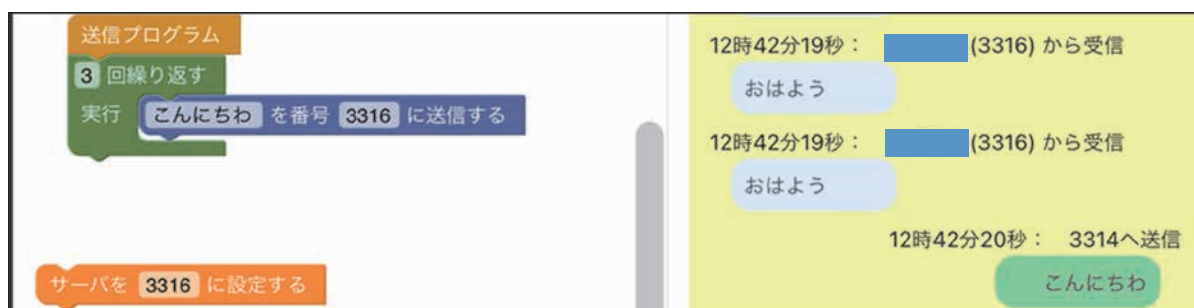 送信プログラム
3 回繰り返す
実行 こんにちわ を番号 3316 に送信する
サーバを 3316 に設定する
12時42分19秒： (3316) から受信
おはよう
12時42分19秒： (3316) から受信
おはよう
12時42分20秒： 3314へ送信
こんにちわ